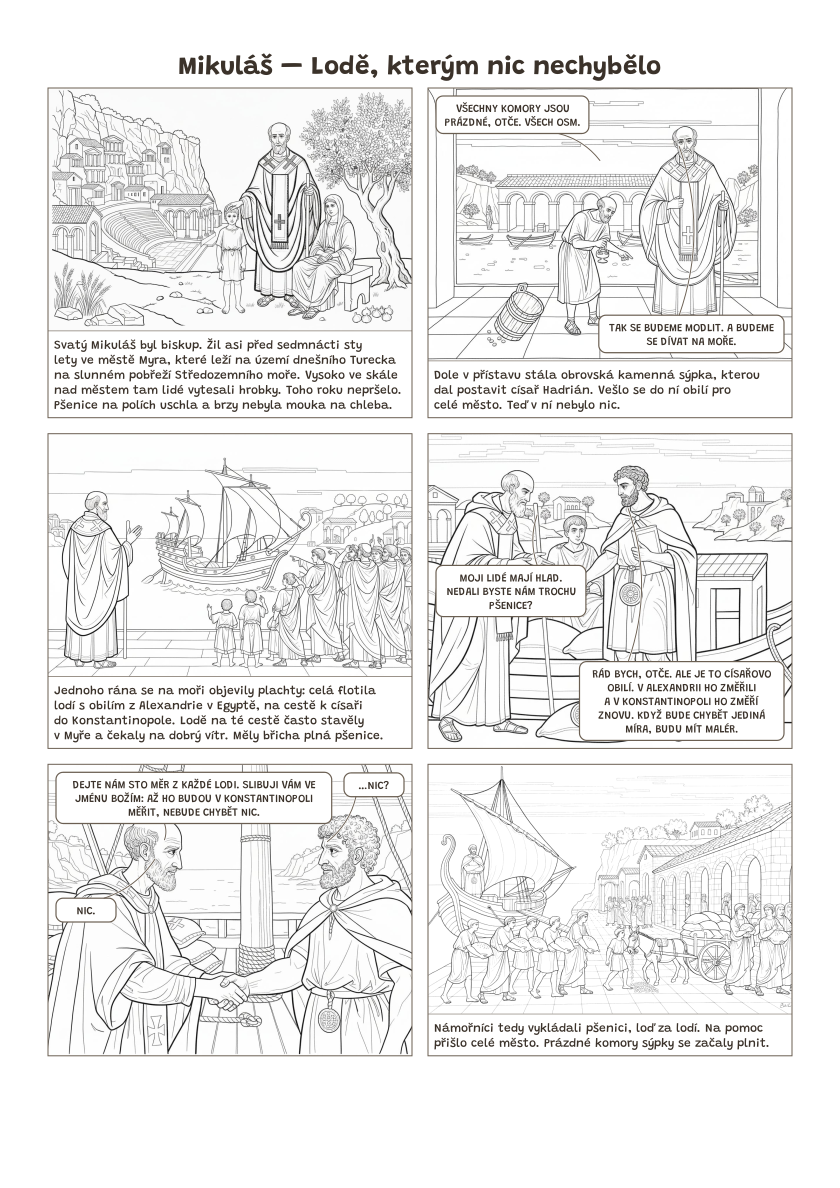 Mikuláš — Lodě, kterým nic nechybělo
Svatý Mikuláš byl biskup. Žil asi před sedmnácti sty
lety ve městě Myra, které leží na území dnešního Turecka
na slunném pobřeží Středozemního moře. Vysoko ve skále
nad městem tam lidé vytesali hrobky. Toho roku nepršelo.
Pšenice na polích uschla a brzy nebyla mouka na chleba.
VŠECHNY KOMORY JSOU
PRÁZDNÉ, OTČE. VŠECH OSM.
TAK SE BUDEME MODLIT. A BUDEME
SE DÍVAT NA MOŘE.
Dole v přístavu stála obrovská kamenná sýpka, kterou
dal postavit císař Hadrián. Vešlo se do ní obilí pro
celé město. Teď v ní nebylo nic.
Jednoho rána se na moři objevily plachty: celá flotila
lodí s obilím z Alexandrie v Egyptě, na cestě k císaři
do Konstantinopole. Lodě na té cestě často stavěly
v Myře a čekaly na dobrý vítr. Měly břicha plná pšenice.
MOJI LIDÉ MAJÍ HLAD.
NEDALI BYSTE NÁM TROCHU
PŠENICE?
RÁD BYCH, OTČE. ALE JE TO CÍSAŘOVO
OBILÍ. V ALEXANDRII HO ZMĚŘILI
A V KONSTANTINOPOLI HO ZMĚŘÍ
ZNOVU. KDYŽ BUDE CHYBĚT JEDINÁ
MÍRA, BUDU MÍT MALÉR.
DEJTE NÁM STO MĚR Z KAŽDÉ LODI. SLIBUJI VÁM VE
JMÉNU BOŽÍM: AŽ HO BUDOU V KONSTANTINOPOLI
MĚŘIT, NEBUDE CHYBĚT NIC.
...NIC?
NIC.
Námořníci tedy vykládali pšenici, loď za lodí. Na pomoc
přišlo celé město. Prázdné komory sýpky se začaly plnit.